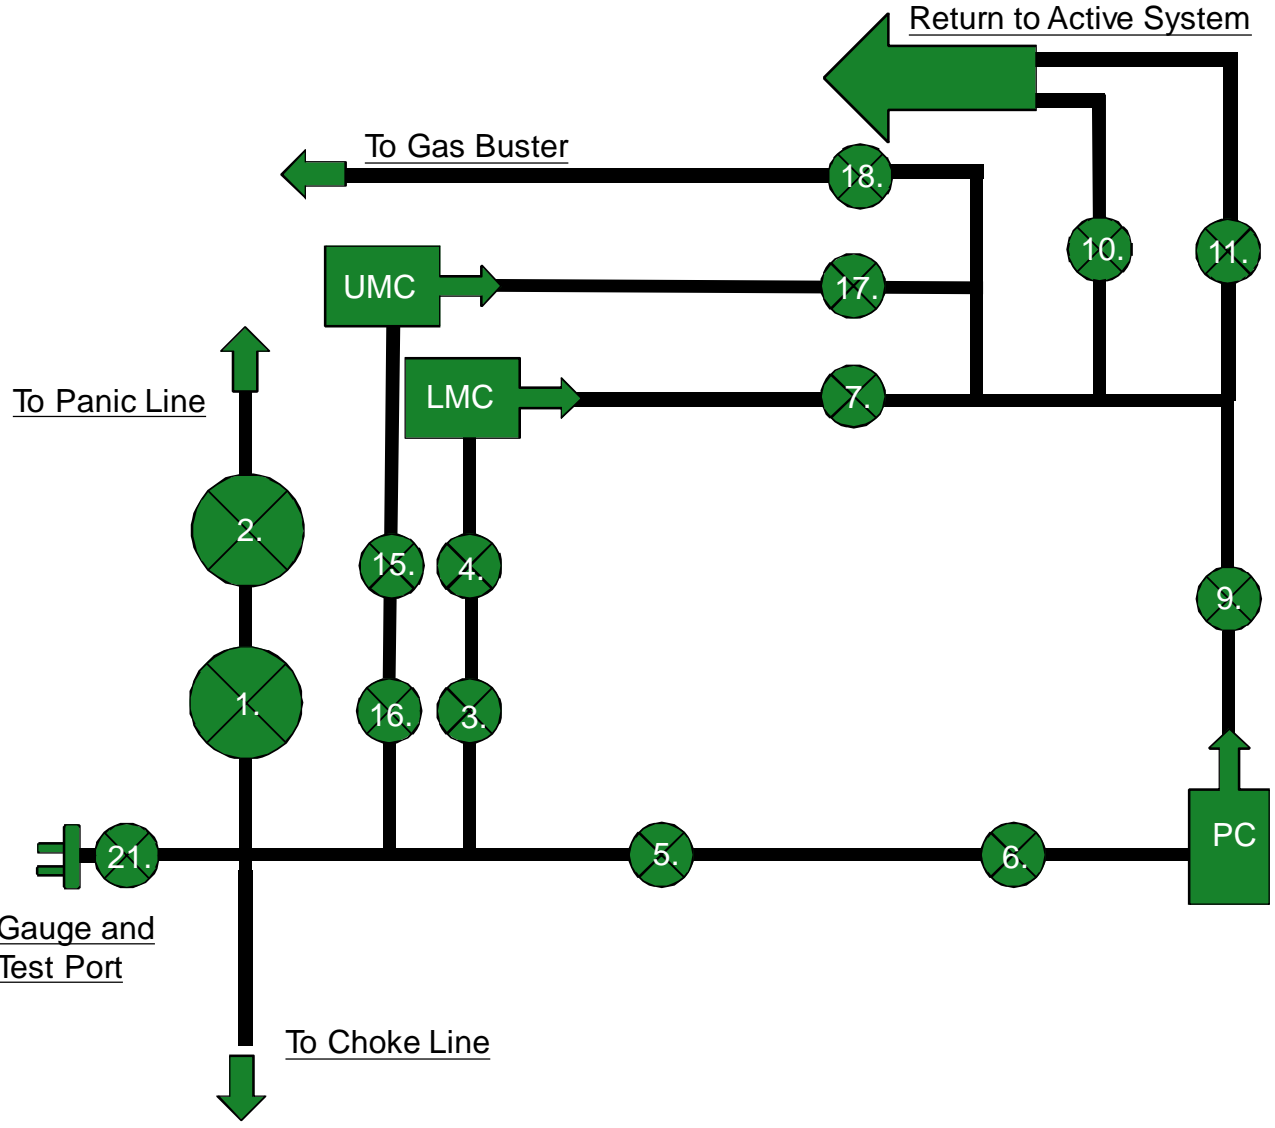 Return to Active System
To Gas Buster
18.
10.
11.
UMC
17.
LMC
7.
To Panic Line
2.
15.
4.
9.
1.
16.
3.
21.
5.
6.
PC
Gauge and
Test Port
To Choke Line